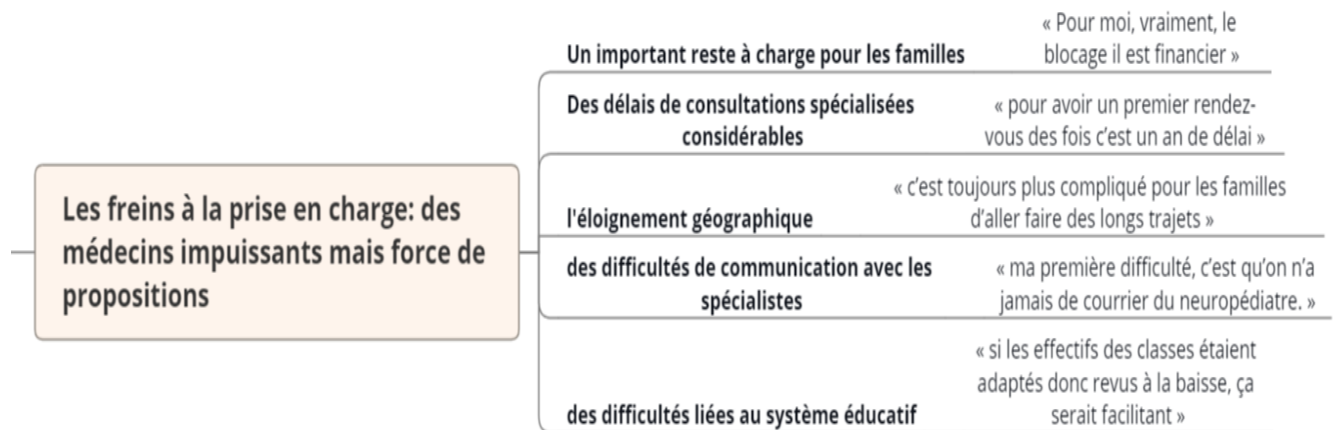 Les freins à la prise en charge: des
médecins impuissants mais force de
propositions
Un important reste à charge pour les familles
« Pour moi, vraiment, le
blocage il est financier »
Des délais de consultations spécialisées
considérables
« pour avoir un premier rendez-
vous des fois c’est un an de délai »
l'éloignement géographique
« c’est toujours plus compliqué pour les familles
d’aller faire des longs trajets »
des difficultés de communication avec les
spécialistes
« ma première difficulté, c’est qu’on n’a
jamais de courrier du neuropédiatre. »
des difficultés liées au système éducatif
« si les effectifs des classes étaient
adaptés donc revus à la baisse, ça
serait facilitant »